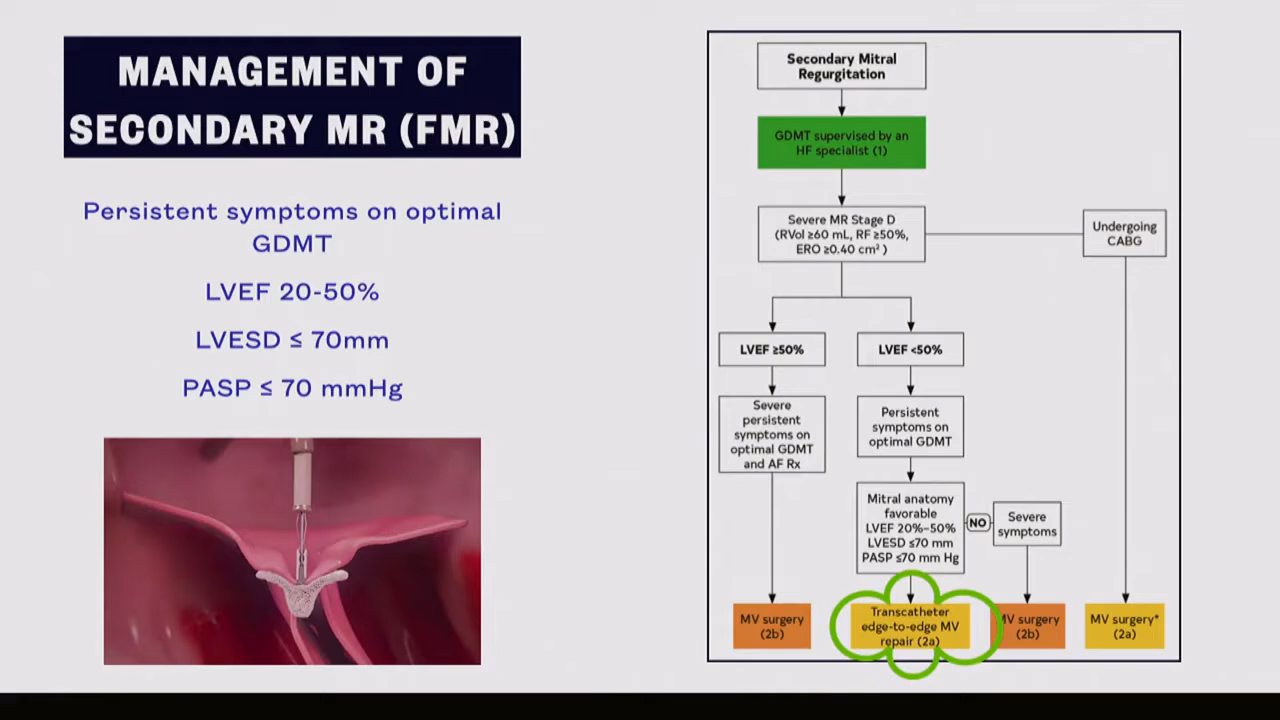 MANAGEMENT OF
SECONDARY MR (FMR)
Persistent symptoms on optimal
GDMT
LVEF 20-50%
LVESD ≤ 70mm
PASP ≤ 70 mmHg
Secondary Mitral
Regurgitation
GDMT supervised by an
HF specialist (1)
Severe MR Stage D
(RVol ≥60 mL, RF ≥50%,
ERO ≥0.40 cm²)
Undergoing
CABG
LVEF ≥50%
LVEF <50%
Severe
persistent
symptoms on
optimal GDMT
and AF Rx
Persistent
symptoms on
optimal GDMT
Mitral anatomy
favorable
LVEF 20%–50%
LVESD ≤70 mm
PASP ≤70 mm Hg
NO
Severe
symptoms
MV surgery
(2b)
Transcatheter
edge-to-edge MV
repair (2a)
MV surgery
(2b)
MV surgery*
(2a)